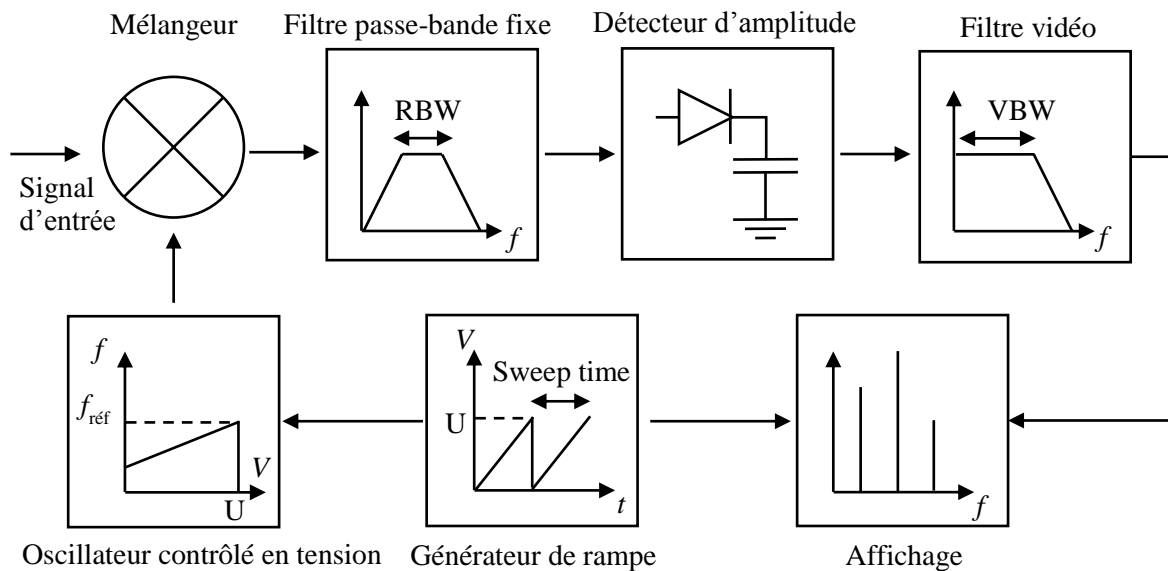 Mélangeur
Filtre passe-bande fixe
Détecteur d’amplitude
Filtre vidéo
RBW
VBW
Signal
d’entrée
f
f
f
f réf
V
U
V
Sweep time
U
t
f
Oscillateur contrôlé en tension
Générateur de rampe
Affichage